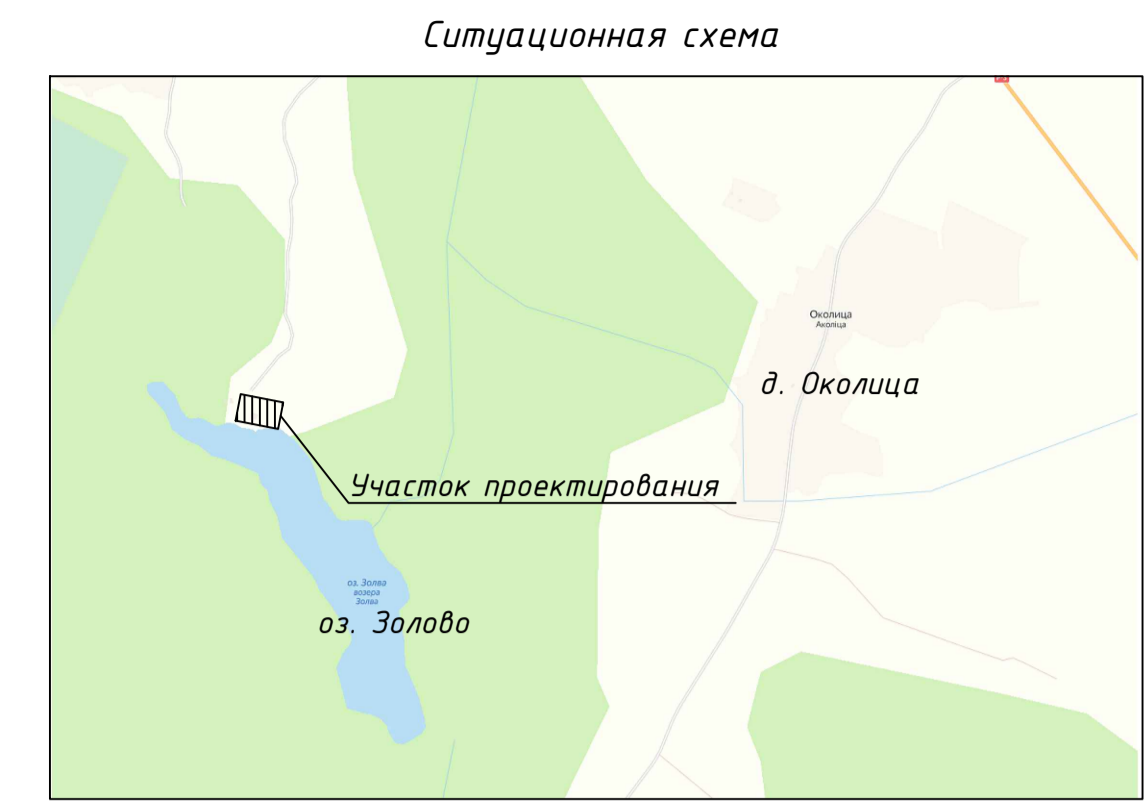 Ситуационная схема
Околица
Аколіца
д. Околица
Участок проектирования
оз. Золва
возера
Золва
оз. Золово